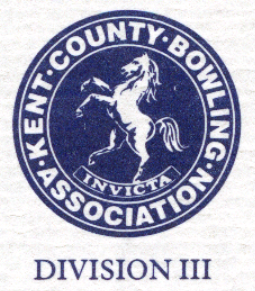 KENT·COUNTY·BOWLING·ASSOCIATION·
INVICTA
DIVISION III